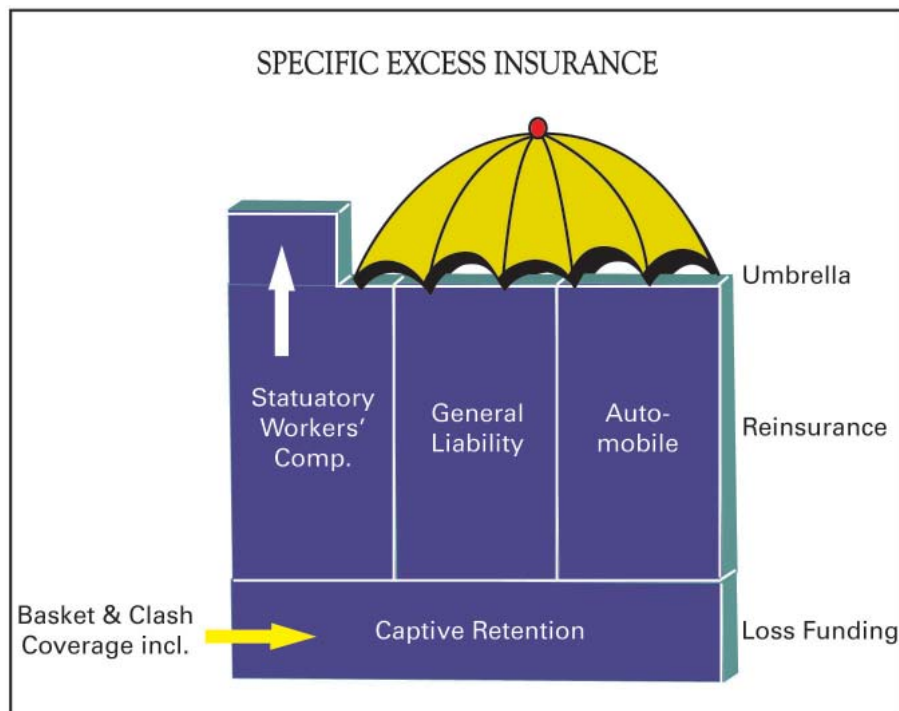 SPECIFIC EXCESS INSURANCE
Umbrella
Statuatory
Workers'
Comp.
General
Liability
Auto-
mobile
Reinsurance
Basket & Clash
Coverage incl.
Captive Retention
Loss Funding